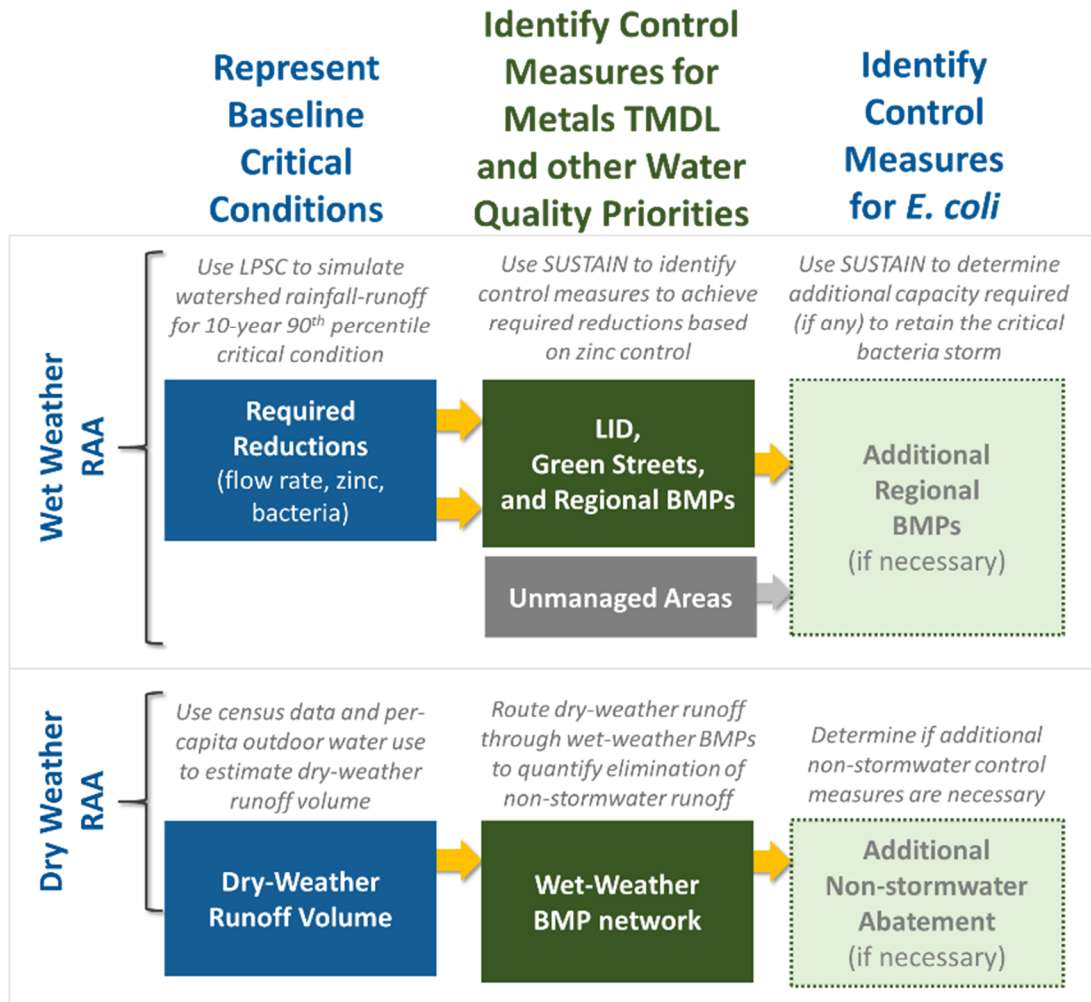 Represent
Baseline
Critical
Conditions
Identify Control
Measures for
Metals TMDL
and other Water
Quality Priorities
Identify
Control
Measures
for E. coli
Wet Weather
RAA
Use LPSC to simulate
watershed rainfall-runoff
for 10-year 90th percentile
critical condition
Required
Reductions
(flow rate, zinc,
bacteria)
Use SUSTAIN to identify
control measures to achieve
required reductions based
on zinc control
LID,
Green Streets,
and Regional BMPs
Unmanaged Areas
Use SUSTAIN to determine
additional capacity required
(if any) to retain the critical
bacteria storm
Additional
Regional
BMPs
(if necessary)
Dry Weather
RAA
Use census data and per-
capita outdoor water use
to estimate dry-weather
runoff volume
Dry-Weather
Runoff Volume
Route dry-weather runoff
through wet-weather BMPs
to quantify elimination of
non-stormwater runoff
Wet-Weather
BMP network
Determine if additional
non-stormwater control
measures are necessary
Additional
Non-stormwater
Abatement
(if necessary)